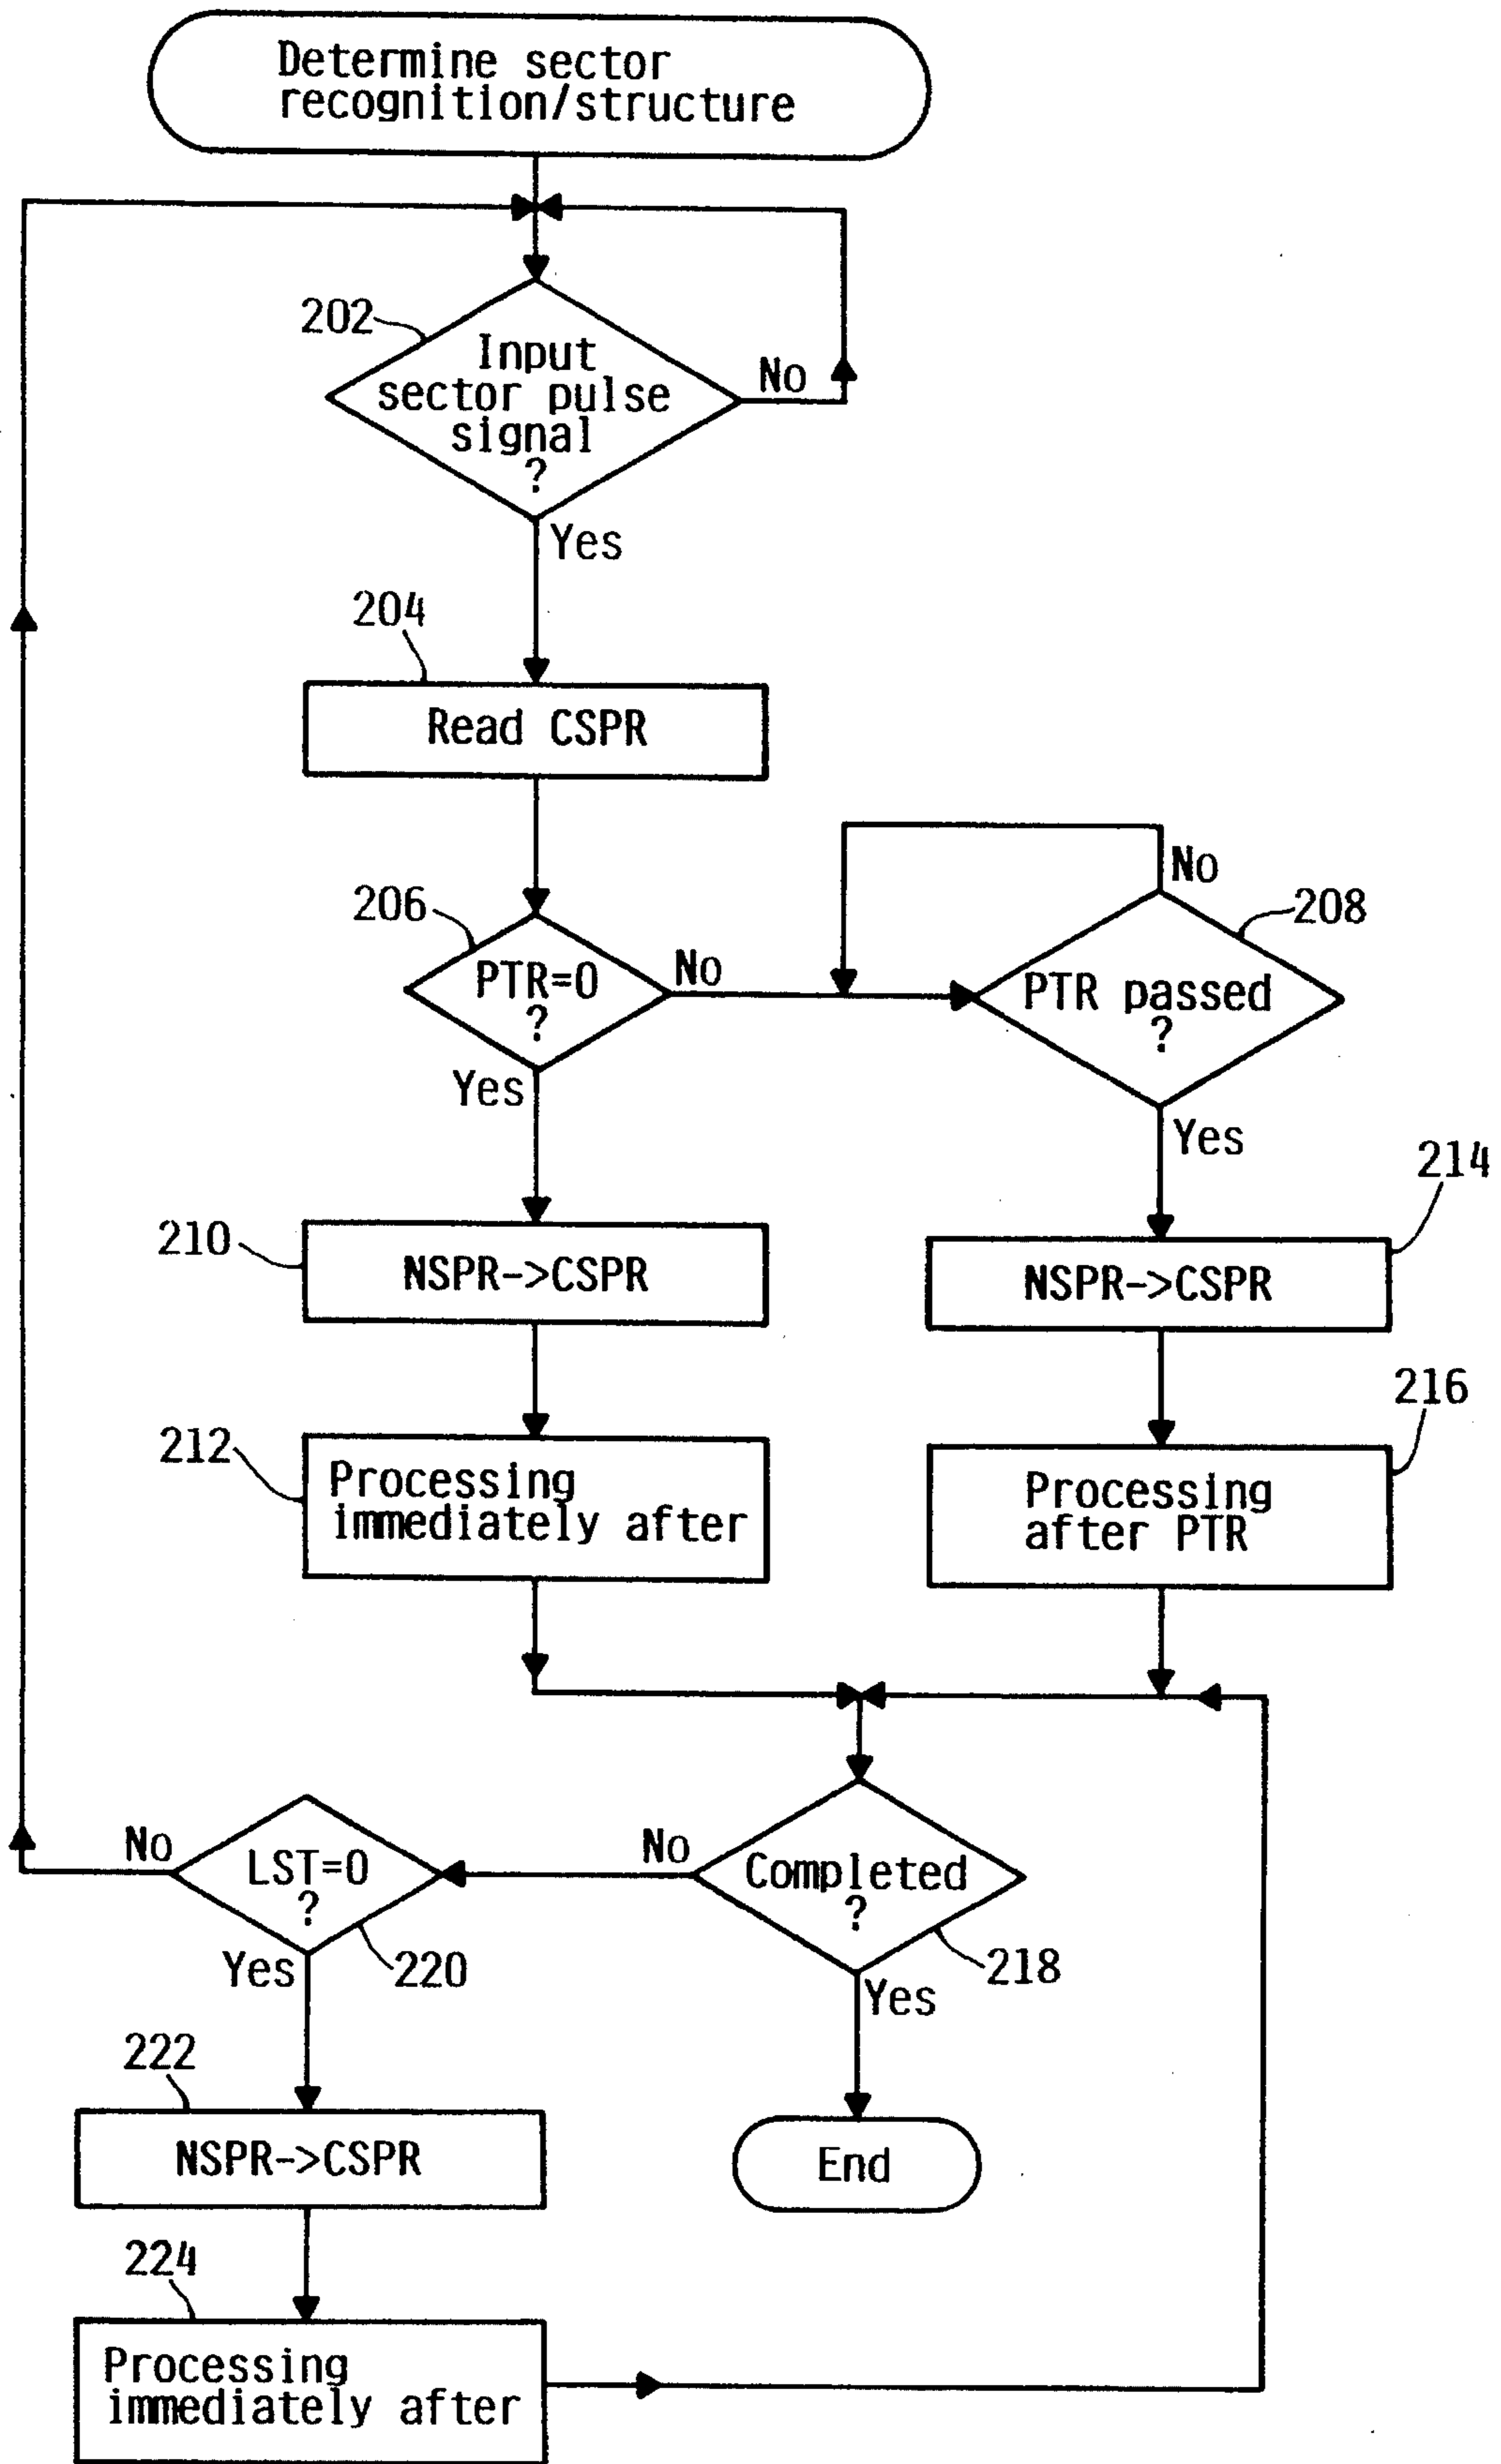 Determine sector
recognition/structure
202
Input
sector pulse
signal
?
No
Yes
204
Read CSPR
206
PTR=0
?
No
Yes
No
208
PTR passed
?
Yes
210
NSPR->CSPR
214
NSPR->CSPR
212
Processing
immediately after
216
Processing
after PTR
No
LST=0
?
220
Yes
No
Completed
?
218
Yes
222
NSPR->CSPR
End
224
Processing
immediately after